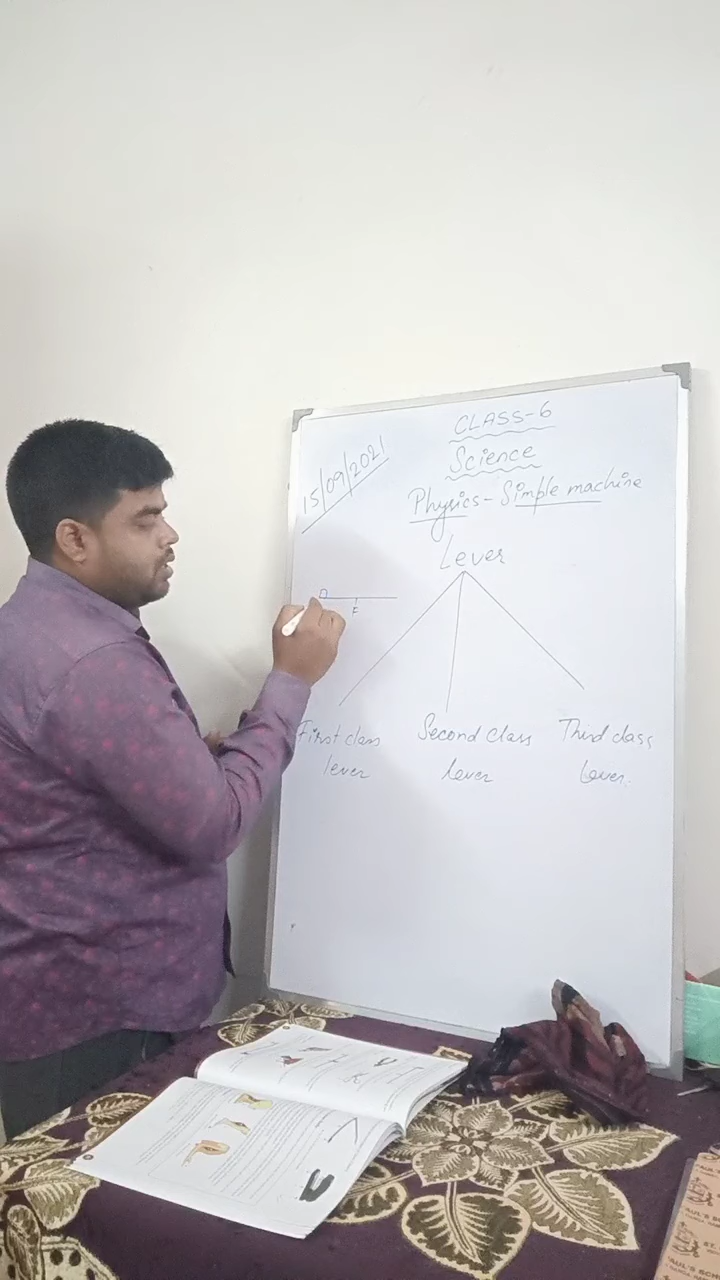 CLASS-6
15/09/2021
Science
Physics - Simple machine
Lever
F
First class lever
Second class lever
Third class lever